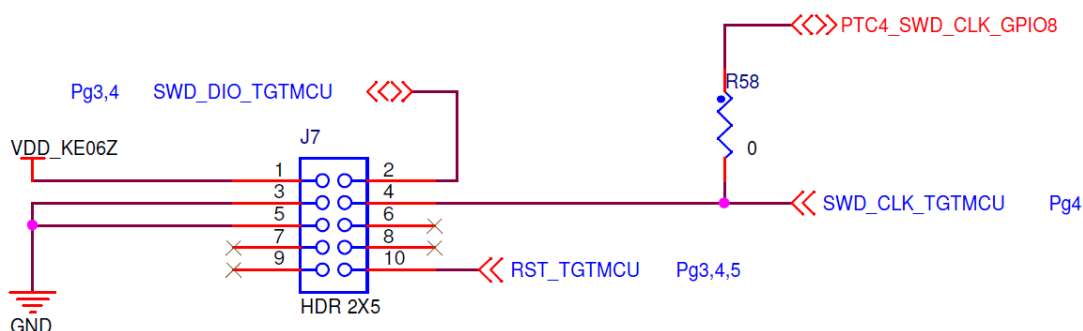 PTC4_SWD_CLK_GPIO8
R58
0
Pg3,4 SWD_DIO_TGTMCU
J7
VDD_KE06Z
1 2
3 4
5 6
7 8
9 10
SWD_CLK_TGTMCU Pg4
RST_TGTMCU Pg3,4,5
HDR 2X5
GND